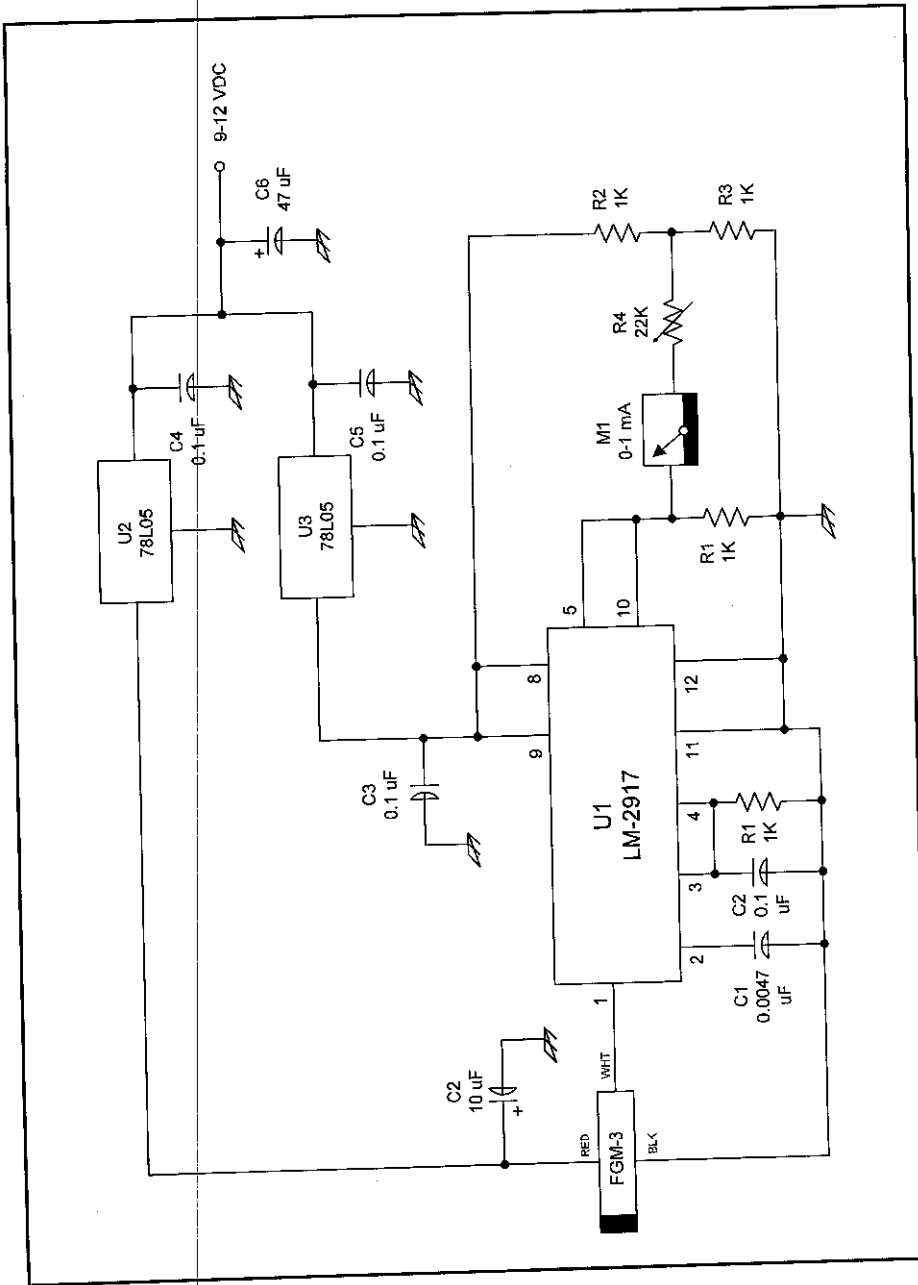 9-12 VDC
C6
47 uF
+
C4
0.1 uF
U2
78L05
C5
0.1 uF
U3
78L05
C3
0.1 uF
R2
1K
R3
1K
R4
22K
M1
0-1 mA
R1
1K
5
10
8
9
12
11
U1
LM-2917
4
3
2
1
R1
1K
C2
0.1
uF
C1
0.0047
uF
C2
10 uF
+
WHT
RED
FGM-3
BLK